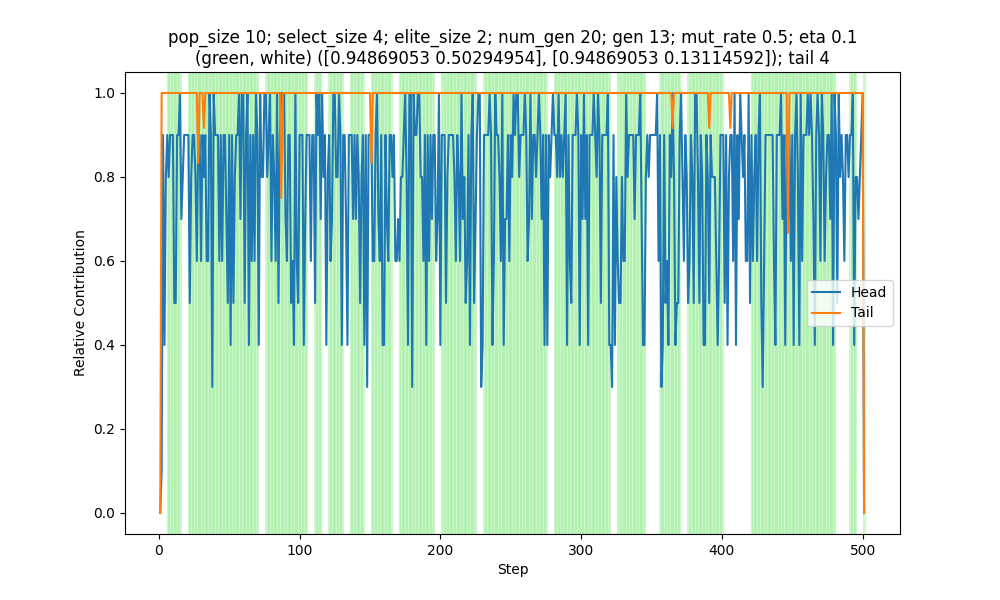 pop_size 10; select_size 4; elite_size 2; num_gen 20; gen 13; mut_rate 0.5; eta 0.1
(green, white) ([0.94869053 0.50294954], [0.94869053 0.13114592]); tail 4
1.0
0.8
0.6
0.4
0.2
0.0
Relative Contribution
Head
Tail
0
100
200
300
400
500
Step